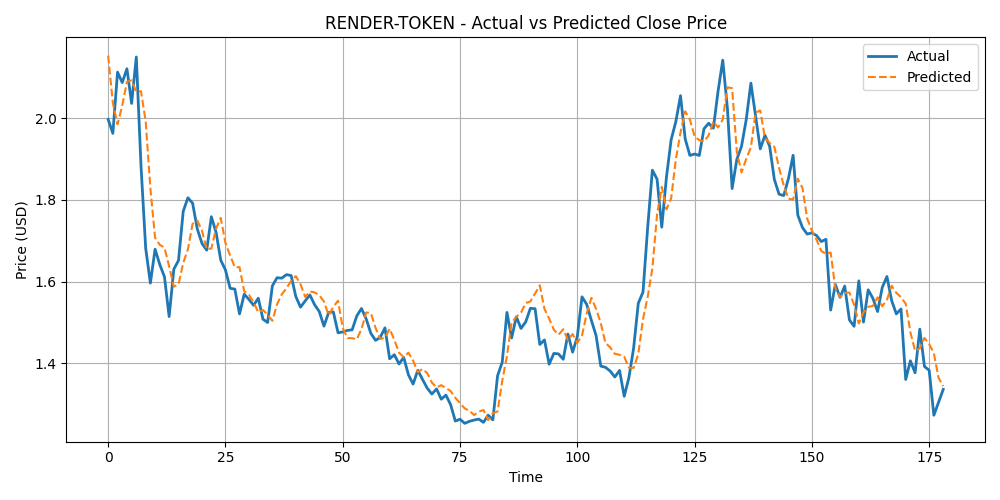 RENDER-TOKEN - Actual vs Predicted Close Price
Actual
Predicted
Price (USD)
2.0
1.8
1.6
1.4
0 25 50 75 100 125 150 175
Time